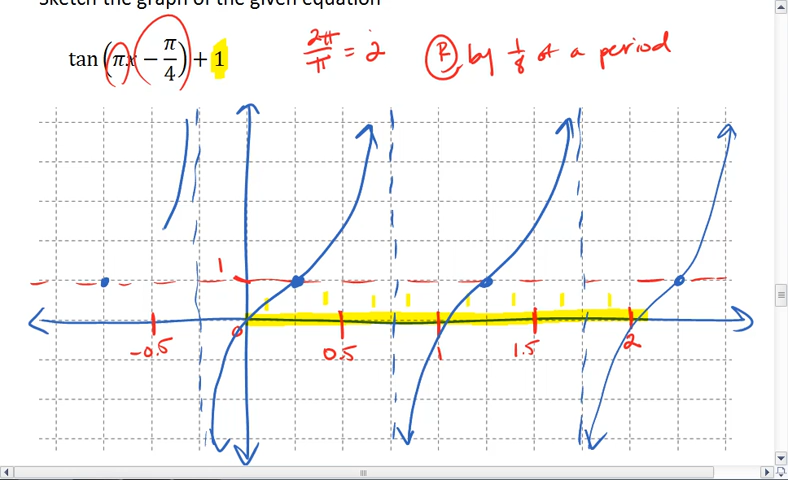 Sketch the graph of the given equation
tan (πx − π/4) + 1
2π/π = 2
R by 1/8 of a period
1
0
-0.5 0.5 1 1.5 2